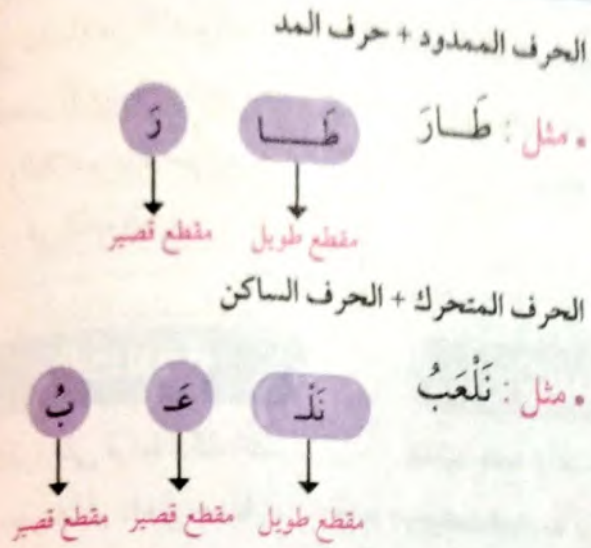 الحرف الممدود + حرف المد
• مثل : طَـارَ طَــا رَ
مقطع طويل مقطع قصير
الحرف المتحرك + الحرف الساكن
• مثل : نَلْعَبُ نَلْـ عَـ بُ
مقطع طويل مقطع قصير مقطع قصير